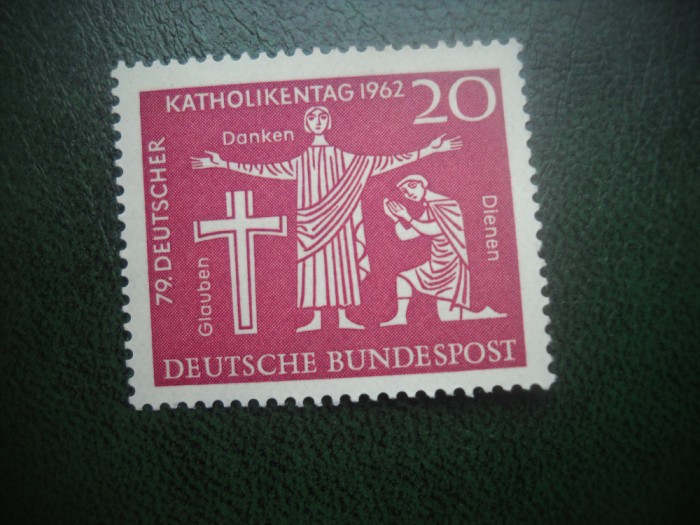 79. DEUTSCHER
KATHOLIKENTAG 1962
20
Danken
Glauben
Dienen
DEUTSCHE BUNDESPOST